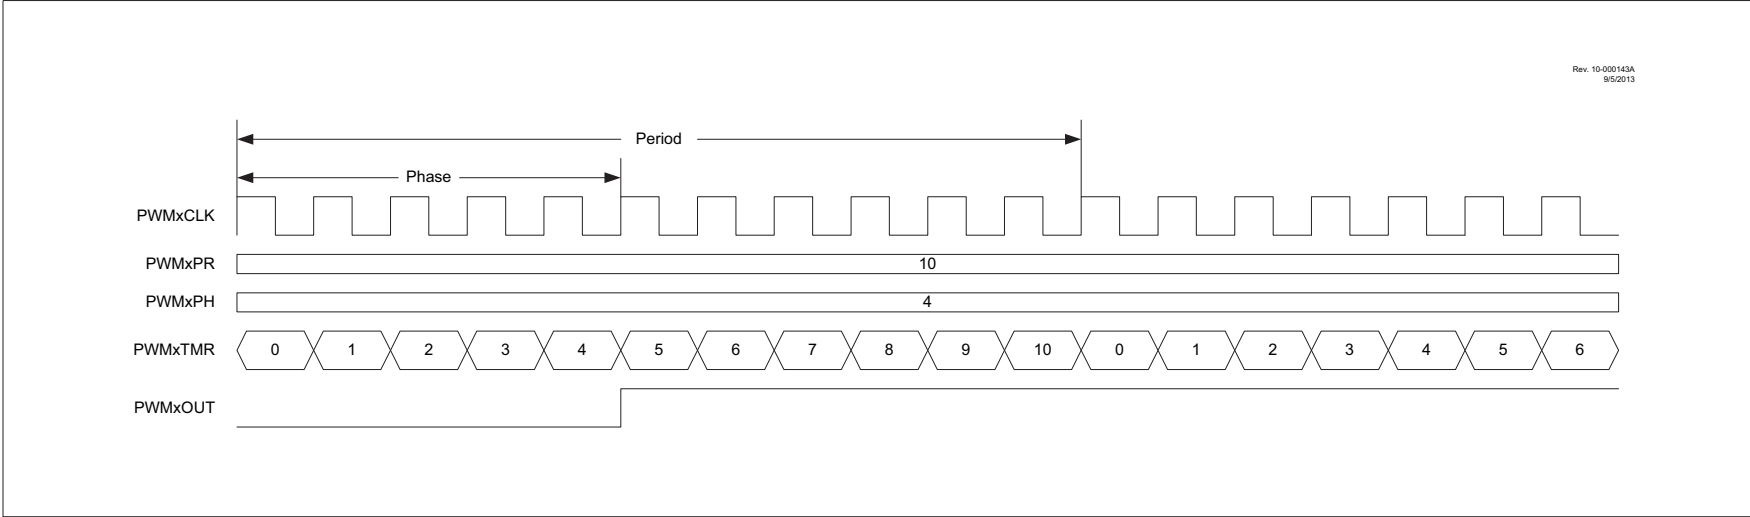 Rev. 10-000143A
9/5/2013
Period
Phase
PWMxCLK
PWMxPR 10
PWMxPH 4
PWMxTMR 0 1 2 3 4 5 6 7 8 9 10 0 1 2 3 4 5 6
PWMxOUT